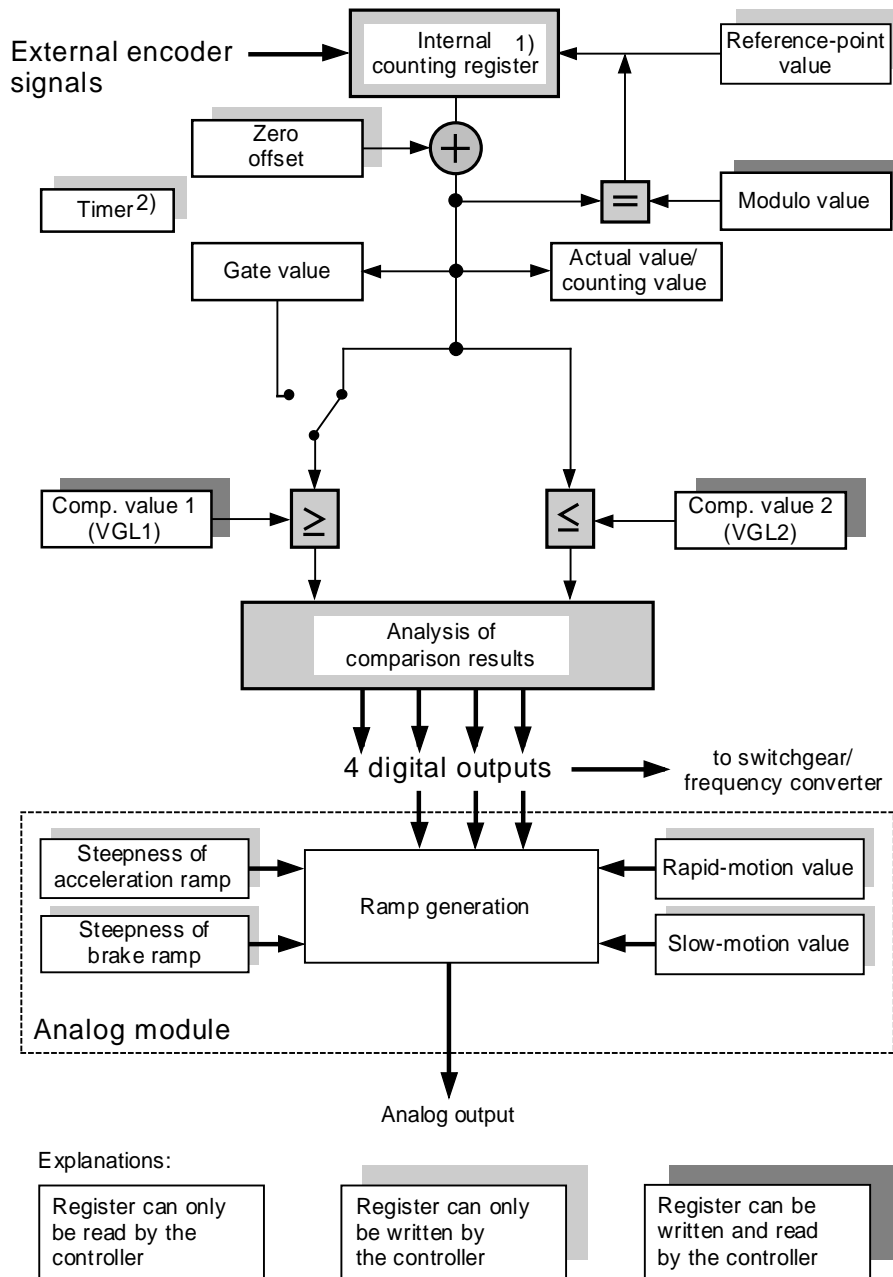 External encoder
signals
Internal 1)
counting register
Reference-point
value
Zero
offset
+
Timer 2)
=
Modulo value
Gate value
Actual value/
counting value
Comp. value 1
(VGL1)
≥
≤
Comp. value 2
(VGL2)
Analysis of
comparison results
4 digital outputs
to switchgear/
frequency converter
Steepness of
acceleration ramp
Ramp generation
Rapid-motion value
Steepness of
brake ramp
Slow-motion value
Analog module
Analog output
Explanations:
Register can only
be read by the
controller
Register can only
be written by
the controller
Register can be
written and read
by the controller